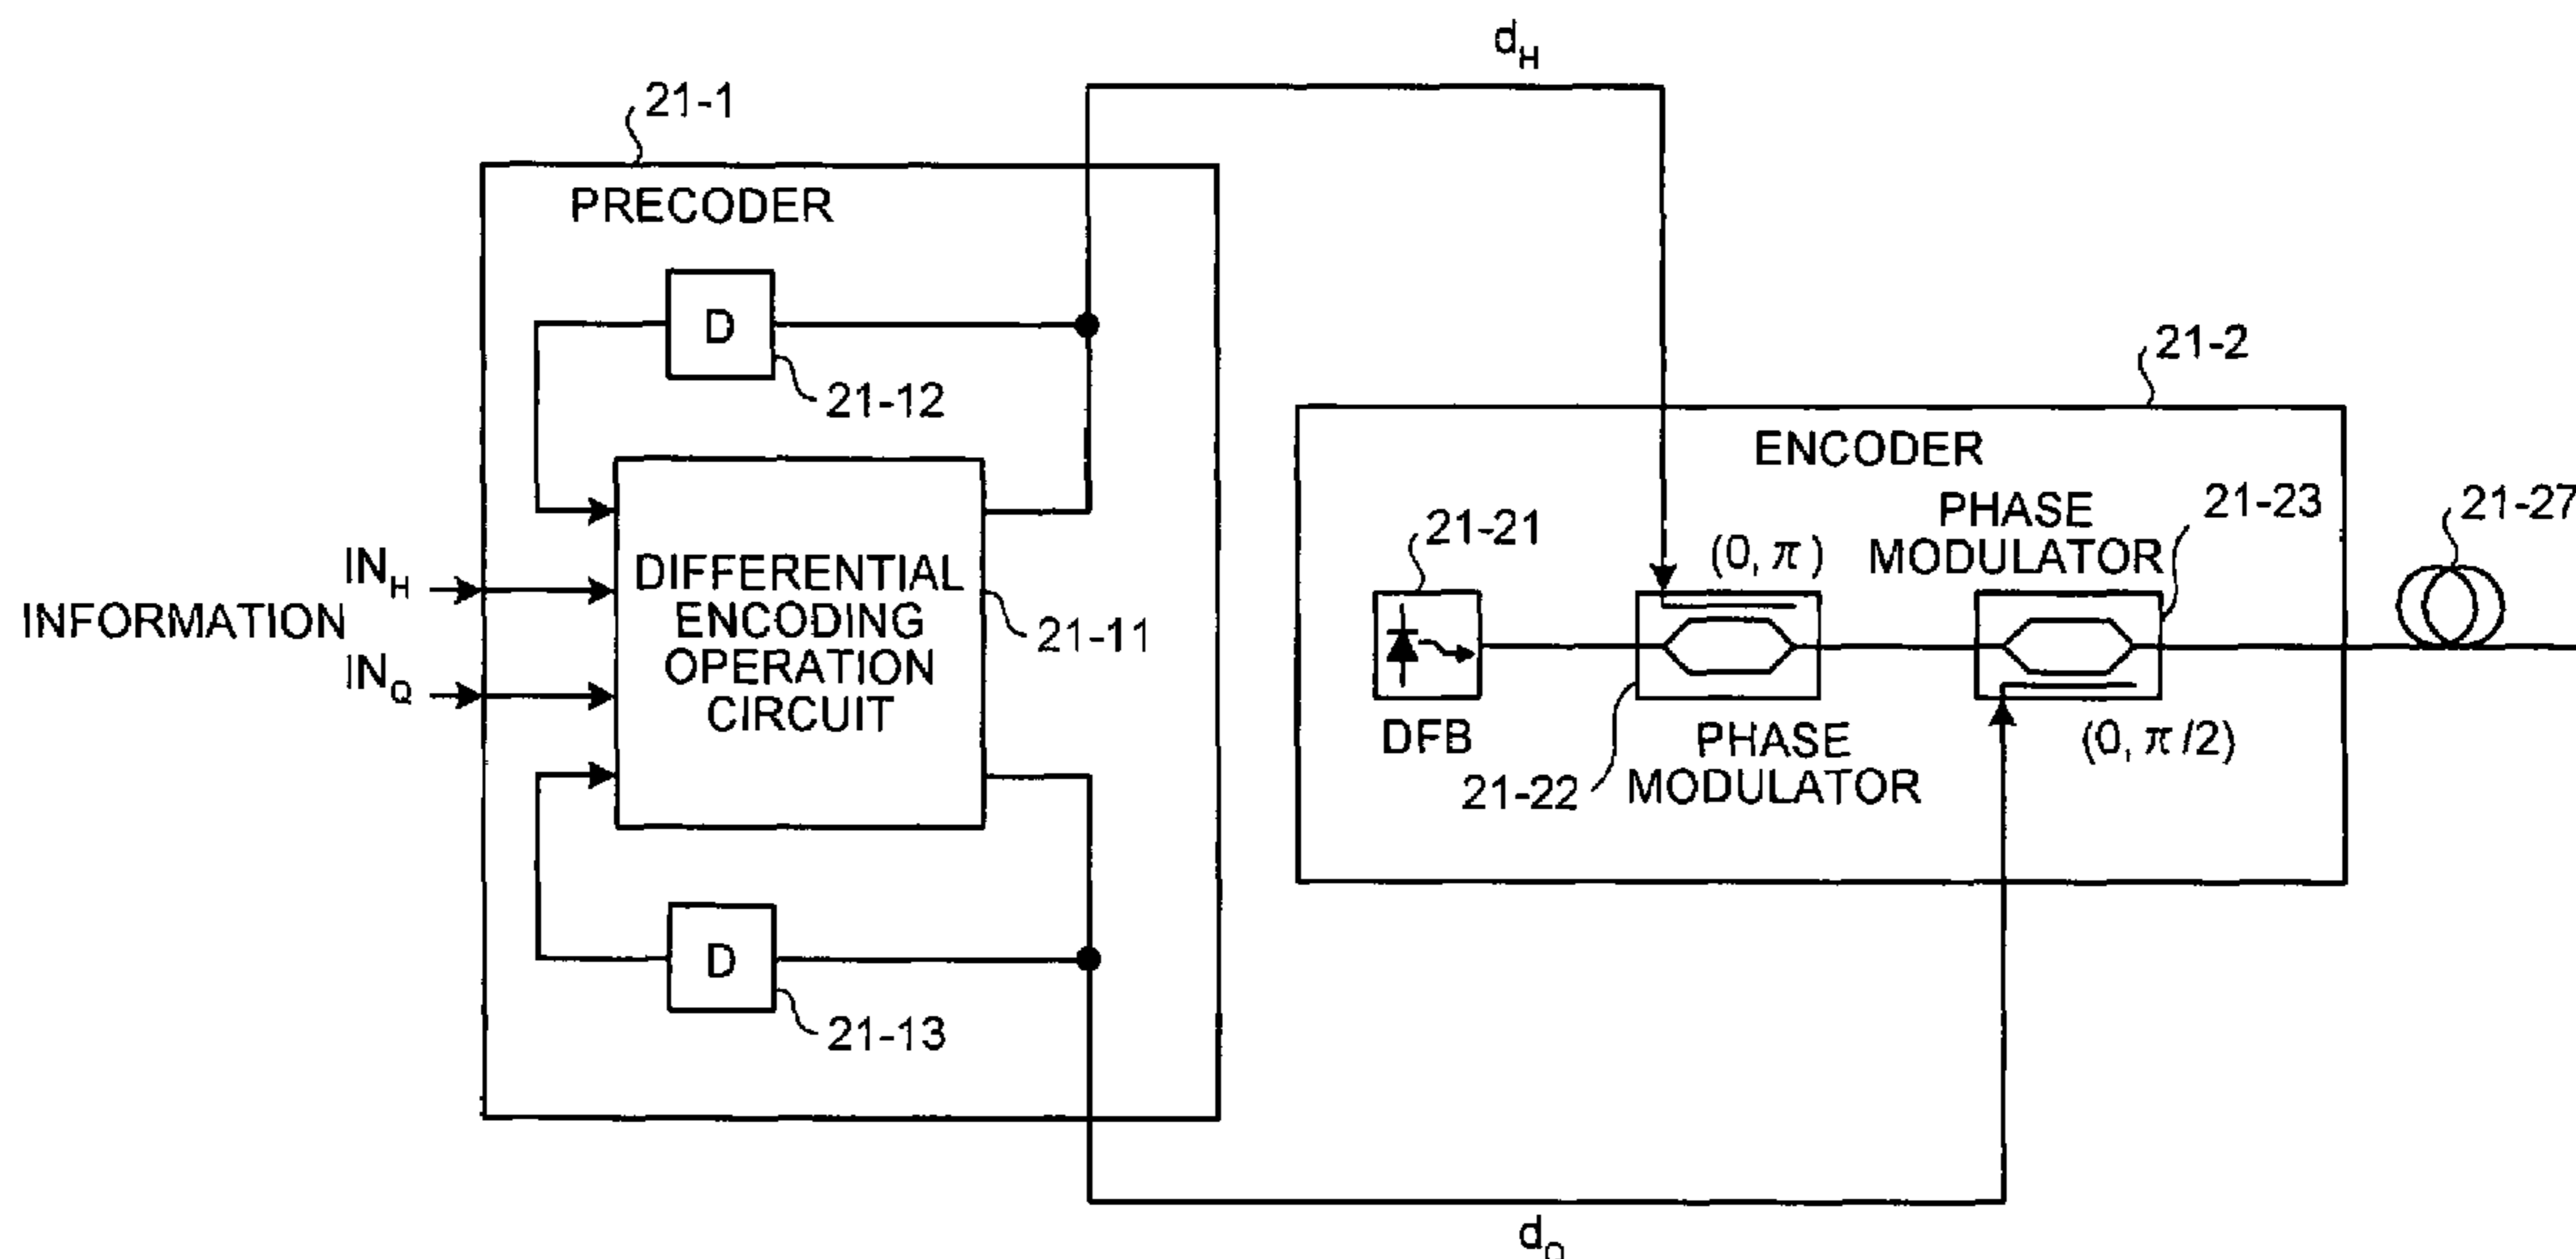 d_H
21-1
PRECODER
D
21-12
21-2
ENCODER
PHASE
MODULATOR
21-23
21-27
21-21
(0, π)
INFORMATION
IN_H
IN_Q
DIFFERENTIAL
ENCODING
OPERATION
CIRCUIT
21-11
DFB
21-22
PHASE
MODULATOR
(0, π/2)
D
21-13
d_Q